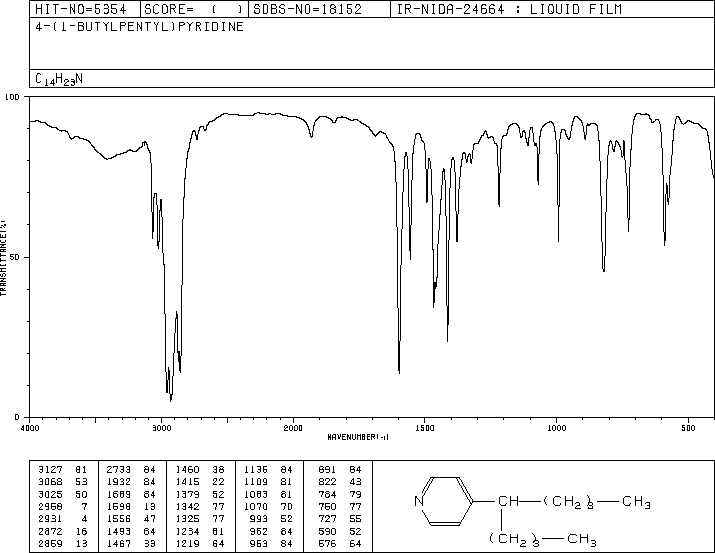 HIT-NO=5354 SCORE= ( ) SDBS-NO=18152 IR-NIDA-24664 : LIQUID FILM
4-(1-BUTYLPENTYL)PYRIDINE
C14H23N
100
50
0
TRANSMITTANCE(%)
4000 3000 2000 1500 1000 500
WAVENUMBER(-1)
3127 81 2733 84 1460 38 1136 84 891 84
3068 53 1932 84 1415 22 1109 81 822 43
3025 50 1689 84 1379 52 1083 81 784 79
2958 7 1598 13 1342 77 1070 70 750 77
2931 4 1556 47 1325 77 993 52 727 55
2872 16 1493 64 1234 81 962 84 590 52
2859 13 1467 33 1219 64 953 84 576 64
N CH (CH2)3 CH3
(CH2)3 CH3